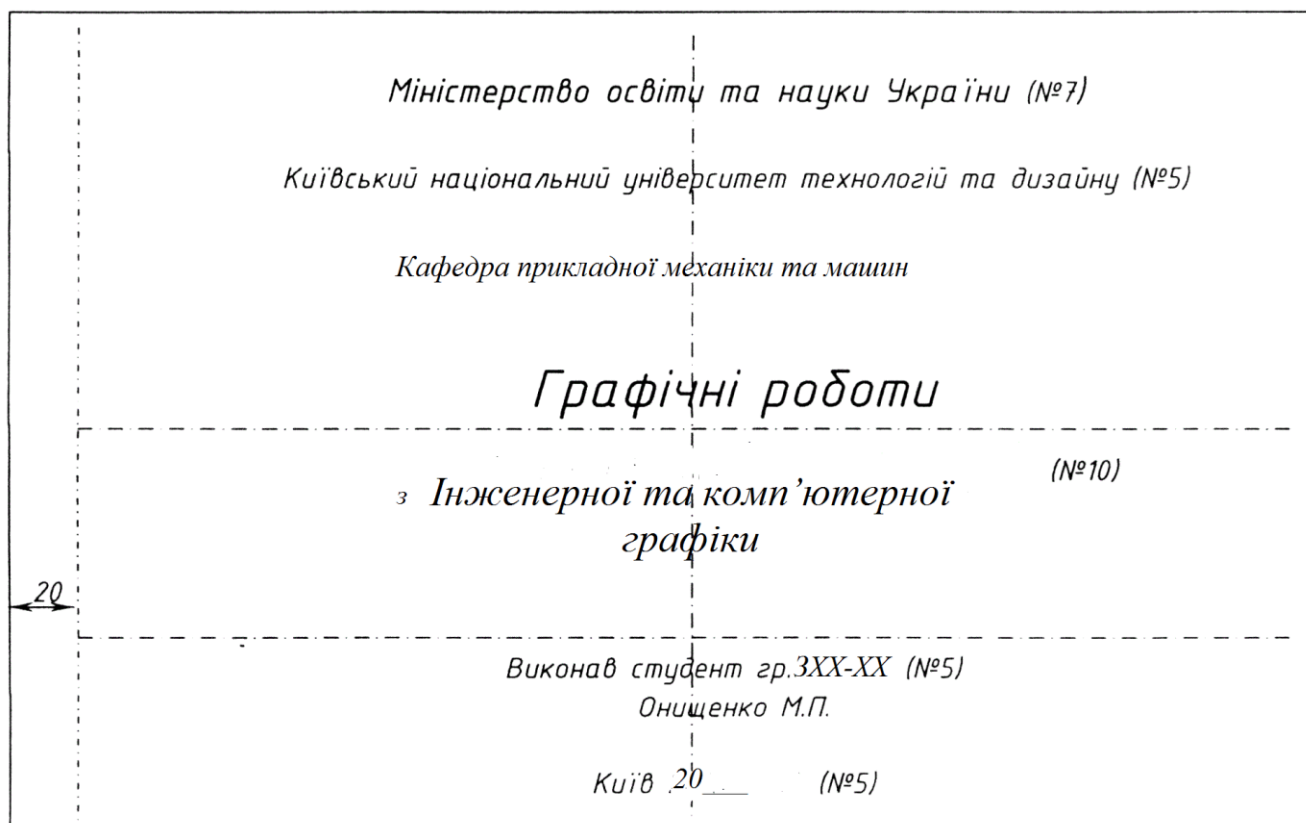 Міністерство освіти та науки України (№7)
Київський національний університет технологій та дизайну (№5)
Кафедра прикладної механіки та машин
Графічні роботи
(№10)
з Інженерної та комп’ютерної
графіки
20
Виконав студент гр.ЗХХ-ХХ (№5)
Онищенко М.П.
Київ 20___ (№5)